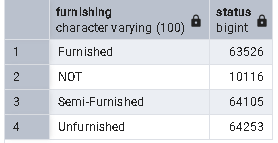 furnishing status
character varying (100) bigint
1 Furnished 63526
2 NOT 10116
3 Semi-Furnished 64105
4 Unfurnished 64253